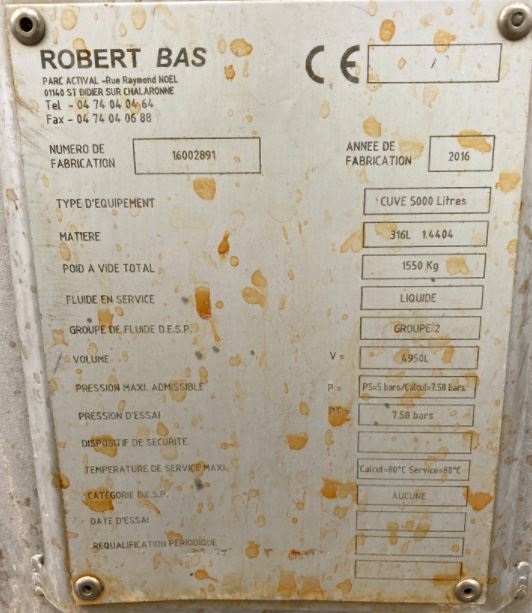 ROBERT BAS
PARC ACTIVAL -Rue Raymond NOEL
01140 ST DIDIER SUR CHALARONNE
Tel - 04 74 04 04 64
Fax - 04 74 04 06 88
CE /
NUMERO DE FABRICATION 16002891
ANNEE DE FABRICATION 2016
TYPE D'EQUIPEMENT CUVE 5000 Litres
MATIERE 316L 1.4404
POID A VIDE TOTAL 1550 Kg
FLUIDE EN SERVICE LIQUIDE
GROUPE DE FLUIDE D.E.S.P. GROUPE 2
VOLUME V = 4950L
PRESSION MAXI. ADMISSIBLE P = PS=5 bars/Calcul=7.58 bars
PRESSION D'ESSAI PT= 7.58 bars
DISPOSITIF DE SECURITE
TEMPERATURE DE SERVICE MAXI. Calcul=80°C Service=80°C
CATÉGORIE D.E.S.P. AUCUNE
DATE D'ESSAI
REQUALIFICATION PERIODIQUE